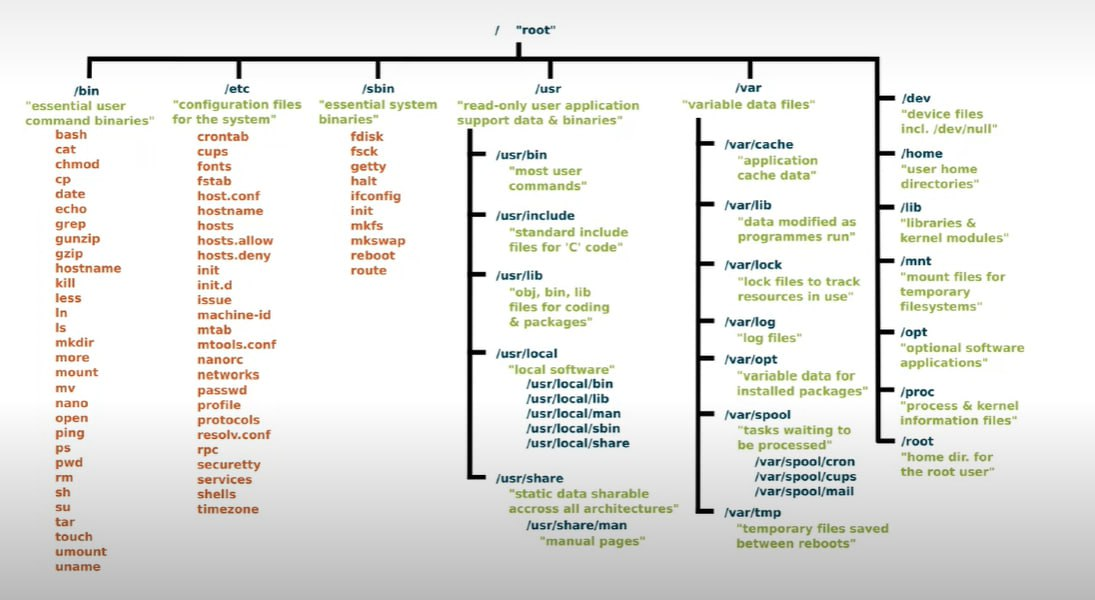 / "root"
/bin
"essential user
command binaries"
bash
cat
chmod
cp
date
echo
grep
gunzip
gzip
hostname
kill
less
ln
ls
mkdir
more
mount
mv
nano
open
ping
ps
pwd
rm
sh
su
tar
touch
umount
uname
/etc
"configuration files
for the system"
crontab
cups
fonts
fstab
host.conf
hostname
hosts
hosts.allow
hosts.deny
init
init.d
issue
machine-id
mtab
mtools.conf
nanorc
networks
passwd
profile
protocols
resolv.conf
rpc
securetty
services
shells
timezone
/sbin
"essential system
binaries"
fdisk
fsck
getty
halt
ifconfig
init
mkfs
mkswap
reboot
route
/usr
"read-only user application
support data & binaries"
/usr/bin
"most user
commands"
/usr/include
"standard include
files for 'C' code"
/usr/lib
"obj, bin, lib
files for coding
& packages"
/usr/local
"local software"
/usr/local/bin
/usr/local/lib
/usr/local/man
/usr/local/sbin
/usr/local/share
/usr/share
"static data sharable
accross all architectures"
/usr/share/man
"manual pages"
/var
"variable data files"
/var/cache
"application
cache data"
/var/lib
"data modified as
programmes run"
/var/lock
"lock files to track
resources in use"
/var/log
"log files"
/var/opt
"variable data for
installed packages"
/var/spool
"tasks waiting to
be processed"
/var/spool/cron
/var/spool/cups
/var/spool/mail
/var/tmp
"temporary files saved
between reboots"
/dev
"device files
incl. /dev/null"
/home
"user home
directories"
/lib
"libraries &
kernel modules"
/mnt
"mount files for
temporary
filesystems"
/opt
"optional software
applications"
/proc
"process & kernel
information files"
/root
"home dir. for
the root user"